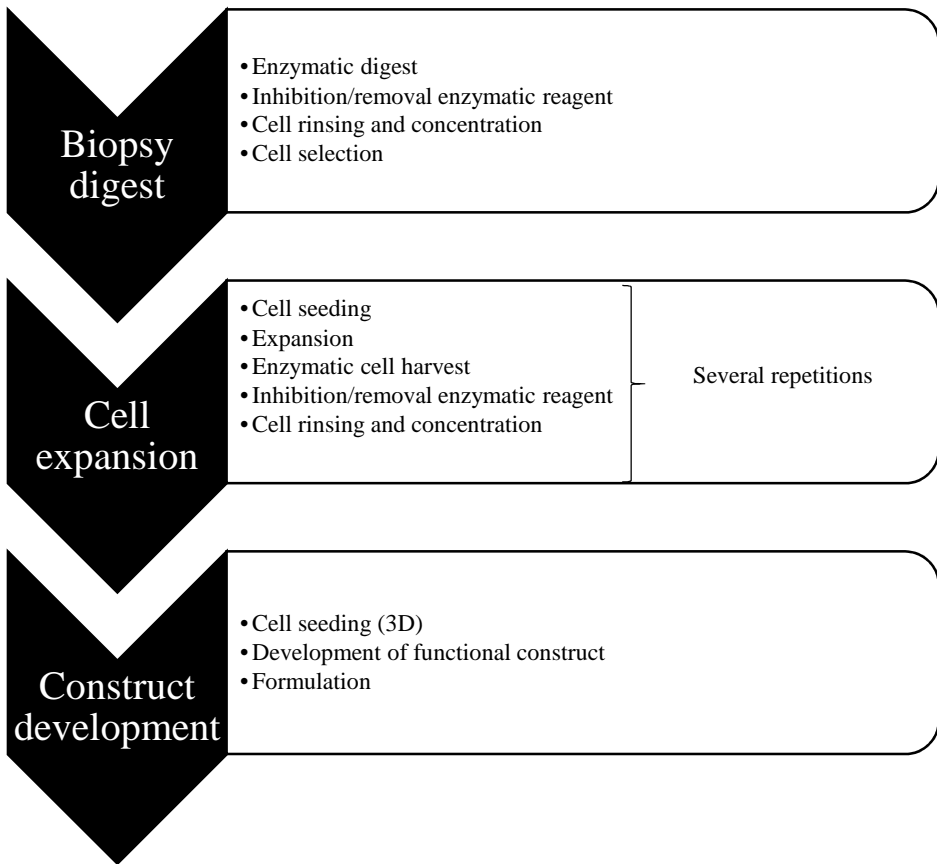 Biopsy
digest
• Enzymatic digest
• Inhibition/removal enzymatic reagent
• Cell rinsing and concentration
• Cell selection
Cell
expansion
• Cell seeding
• Expansion
• Enzymatic cell harvest
• Inhibition/removal enzymatic reagent
• Cell rinsing and concentration
Several repetitions
Construct
development
• Cell seeding (3D)
• Development of functional construct
• Formulation